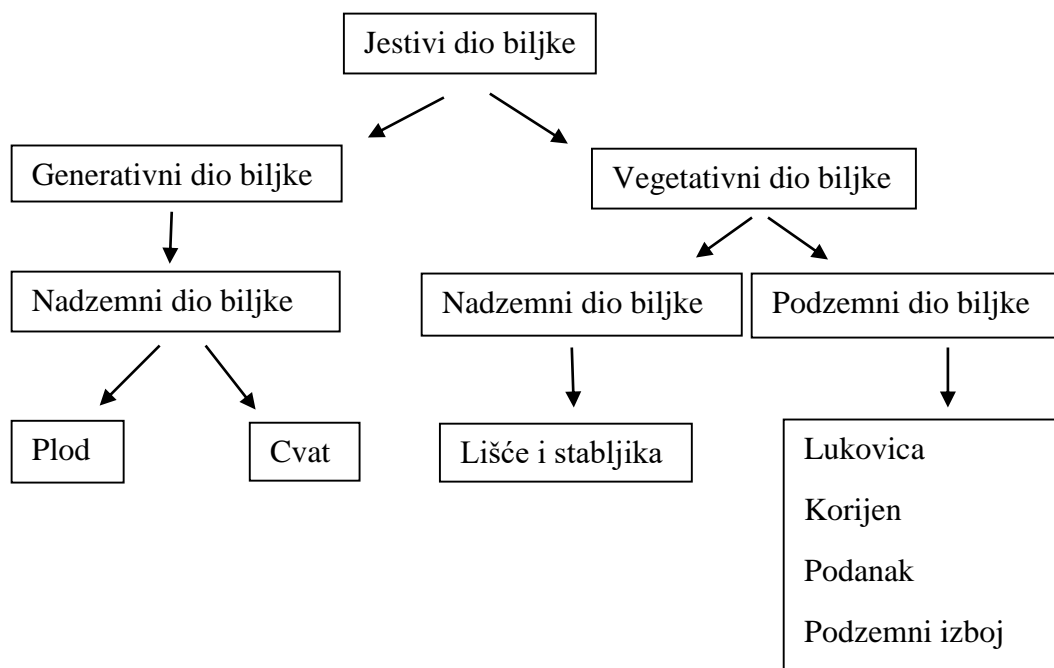 Jestivi dio biljke
Generativni dio biljke
Vegetativni dio biljke
Nadzemni dio biljke
Nadzemni dio biljke
Podzemni dio biljke
Plod
Cvat
Lišće i stabljika
Lukovica
Korijen
Podanak
Podzemni izboj